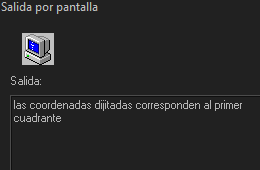 Salida por pantalla
Salida:
las coordenadas dijitadas corresponden al primer
cuadrante